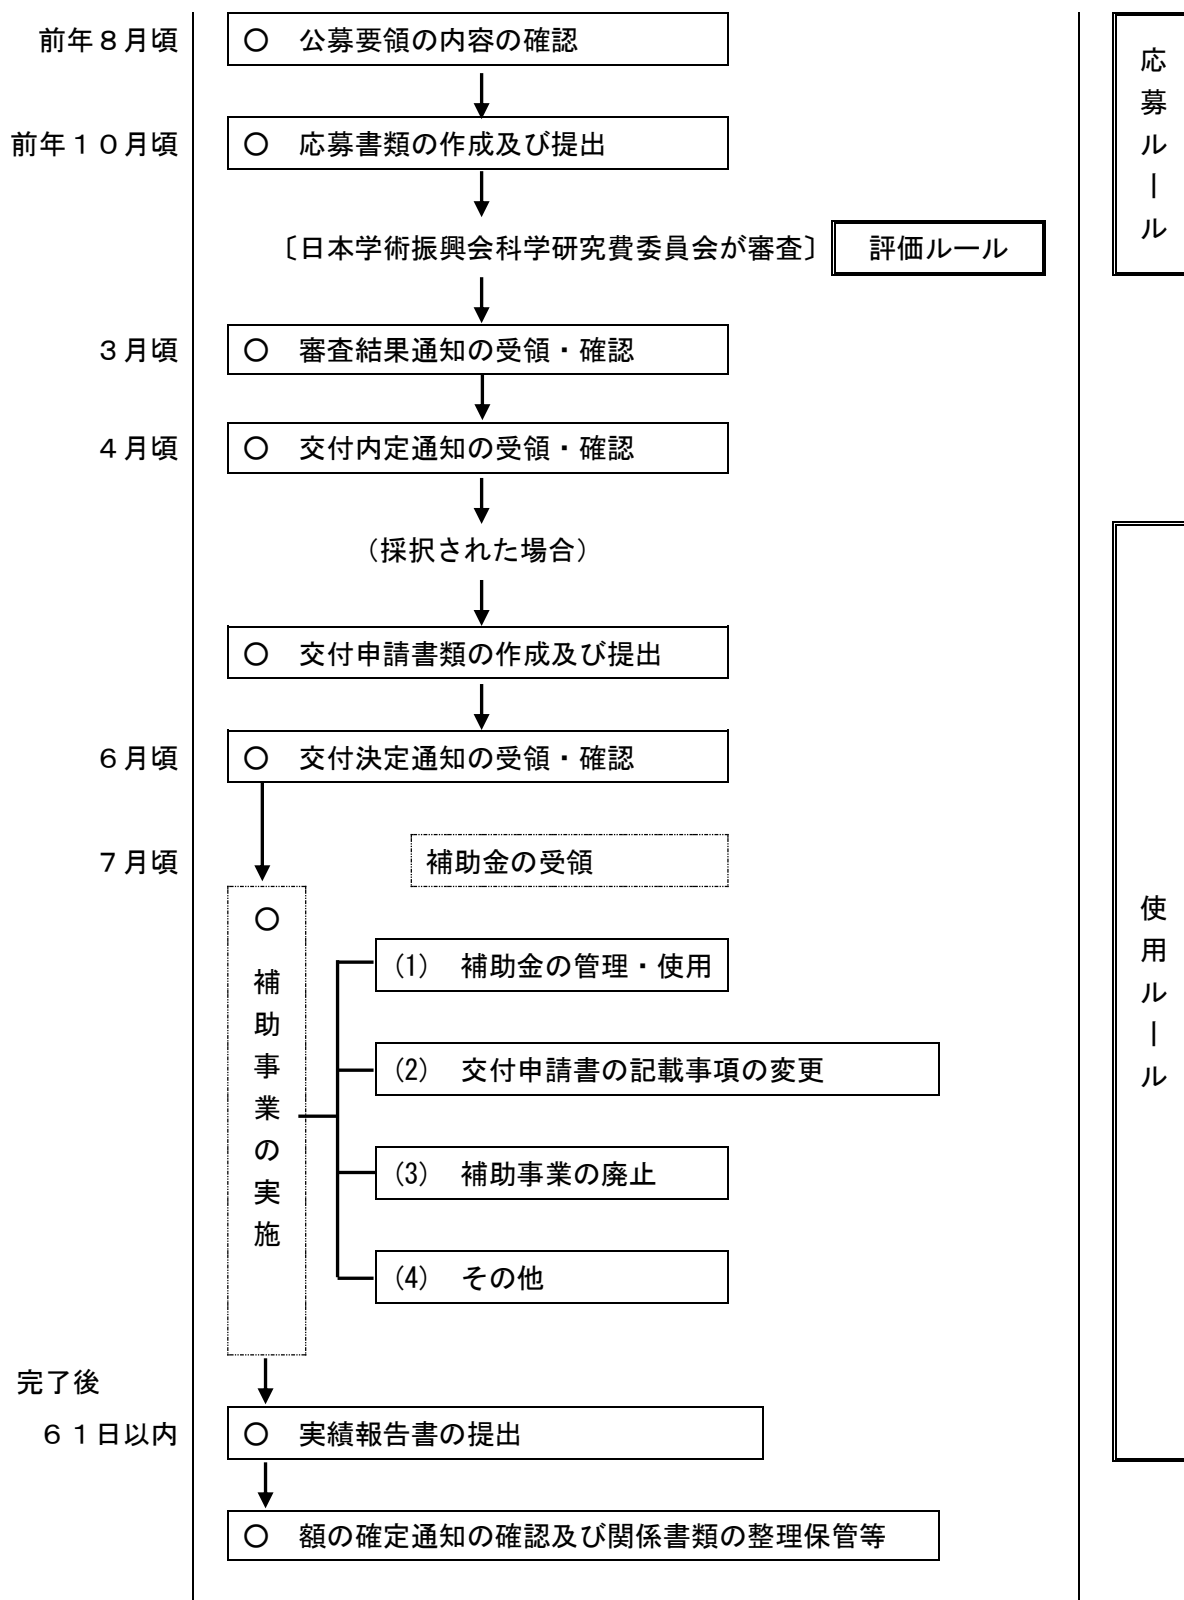 前年８月頃
○　公募要領の内容の確認
前年１０月頃
○　応募書類の作成及び提出
〔日本学術振興会科学研究費委員会が審査〕
評価ルール
応募ルール
３月頃
○　審査結果通知の受領・確認
４月頃
○　交付内定通知の受領・確認
（採択された場合）
○　交付申請書類の作成及び提出
６月頃
○　交付決定通知の受領・確認
７月頃
補助金の受領
○　補助事業の実施
(1)　補助金の管理・使用
(2)　交付申請書の記載事項の変更
(3)　補助事業の廃止
(4)　その他
使用ルール
完了後
６１日以内
○　実績報告書の提出
○　額の確定通知の確認及び関係書類の整理保管等